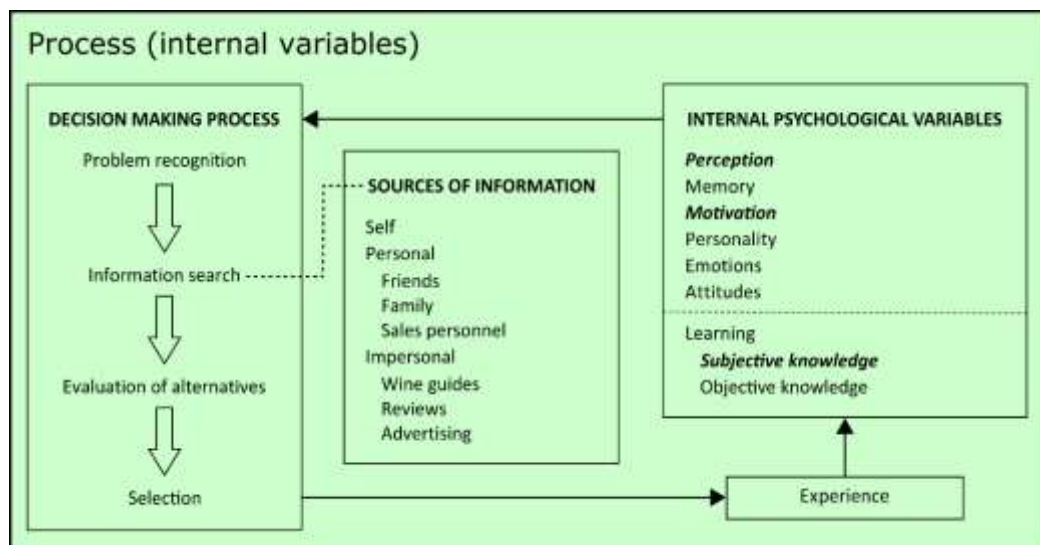 Process (internal variables)
DECISION MAKING PROCESS
Problem recognition
Information search
Evaluation of alternatives
Selection
SOURCES OF INFORMATION
Self
Personal
Friends
Family
Sales personnel
Impersonal
Wine guides
Reviews
Advertising
INTERNAL PSYCHOLOGICAL VARIABLES
Perception
Memory
Motivation
Personality
Emotions
Attitudes
Learning
Subjective knowledge
Objective knowledge
Experience